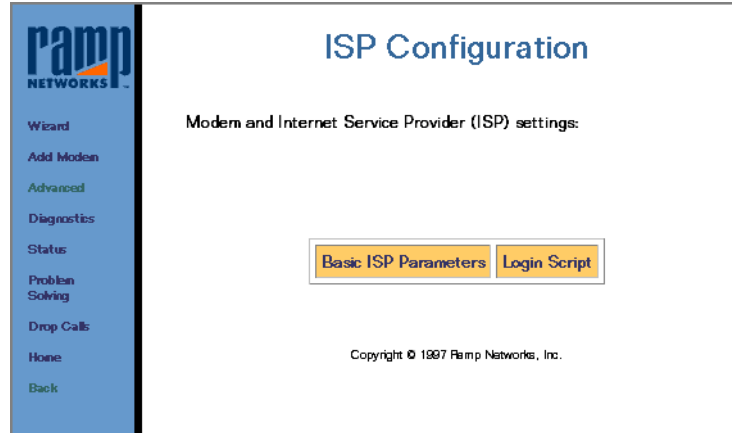 ramp
NETWORKS
Wizard
Add Modem
Advanced
Diagnostics
Status
Problem
Solving
Drop Calls
Home
Back
ISP Configuration
Modem and Internet Service Provider (ISP) settings:
Basic ISP Parameters
Login Script
Copyright © 1997 Ramp Networks, Inc.